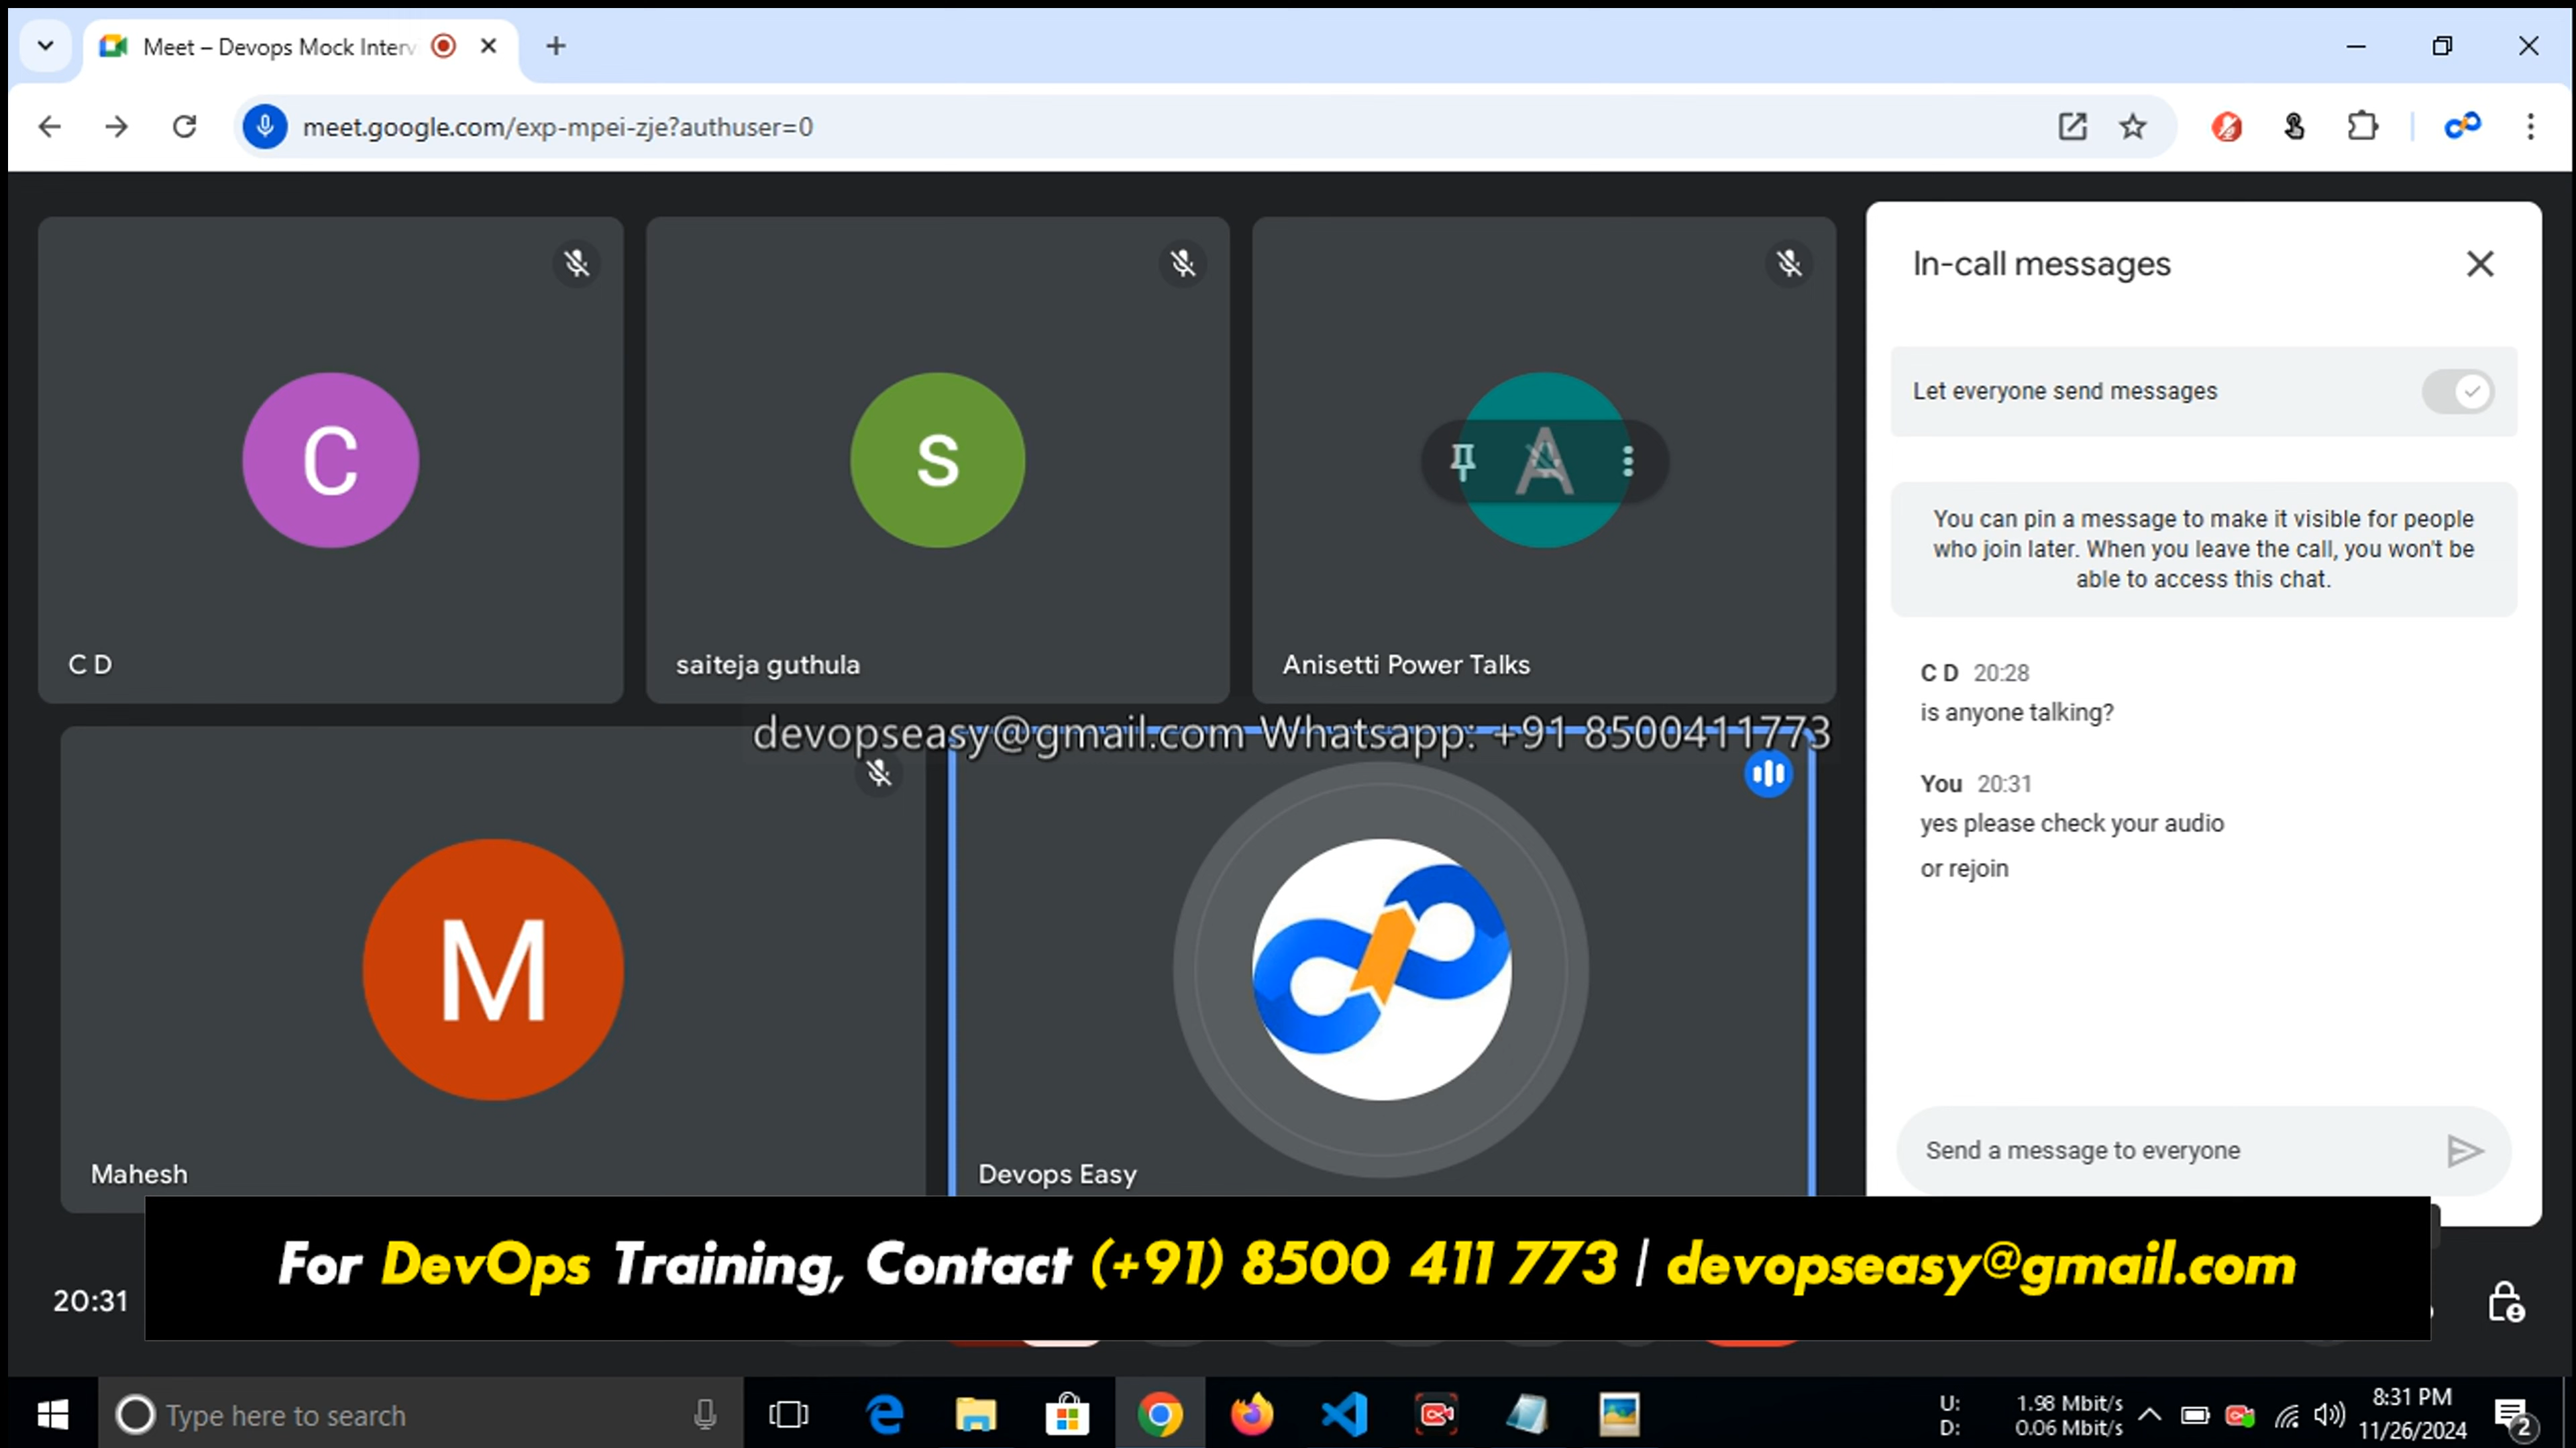 Meet – Devops Mock Interv
meet.google.com/exp-mpei-zje?authuser=0
C
C D
S
saiteja guthula
A
Anisetti Power Talks
In-call messages
Let everyone send messages
You can pin a message to make it visible for people
who join later. When you leave the call, you won't be
able to access this chat.
C D 20:28
is anyone talking?
You 20:31
yes please check your audio
or rejoin
Send a message to everyone
devopseasy@gmail.com Whatsapp: +91 8500411773
M
Mahesh
Devops Easy
For DevOps Training, Contact (+91) 8500 411 773 | devopseasy@gmail.com
20:31
Type here to search
U: 1.98 Mbit/s
D: 0.06 Mbit/s
8:31 PM
11/26/2024
2